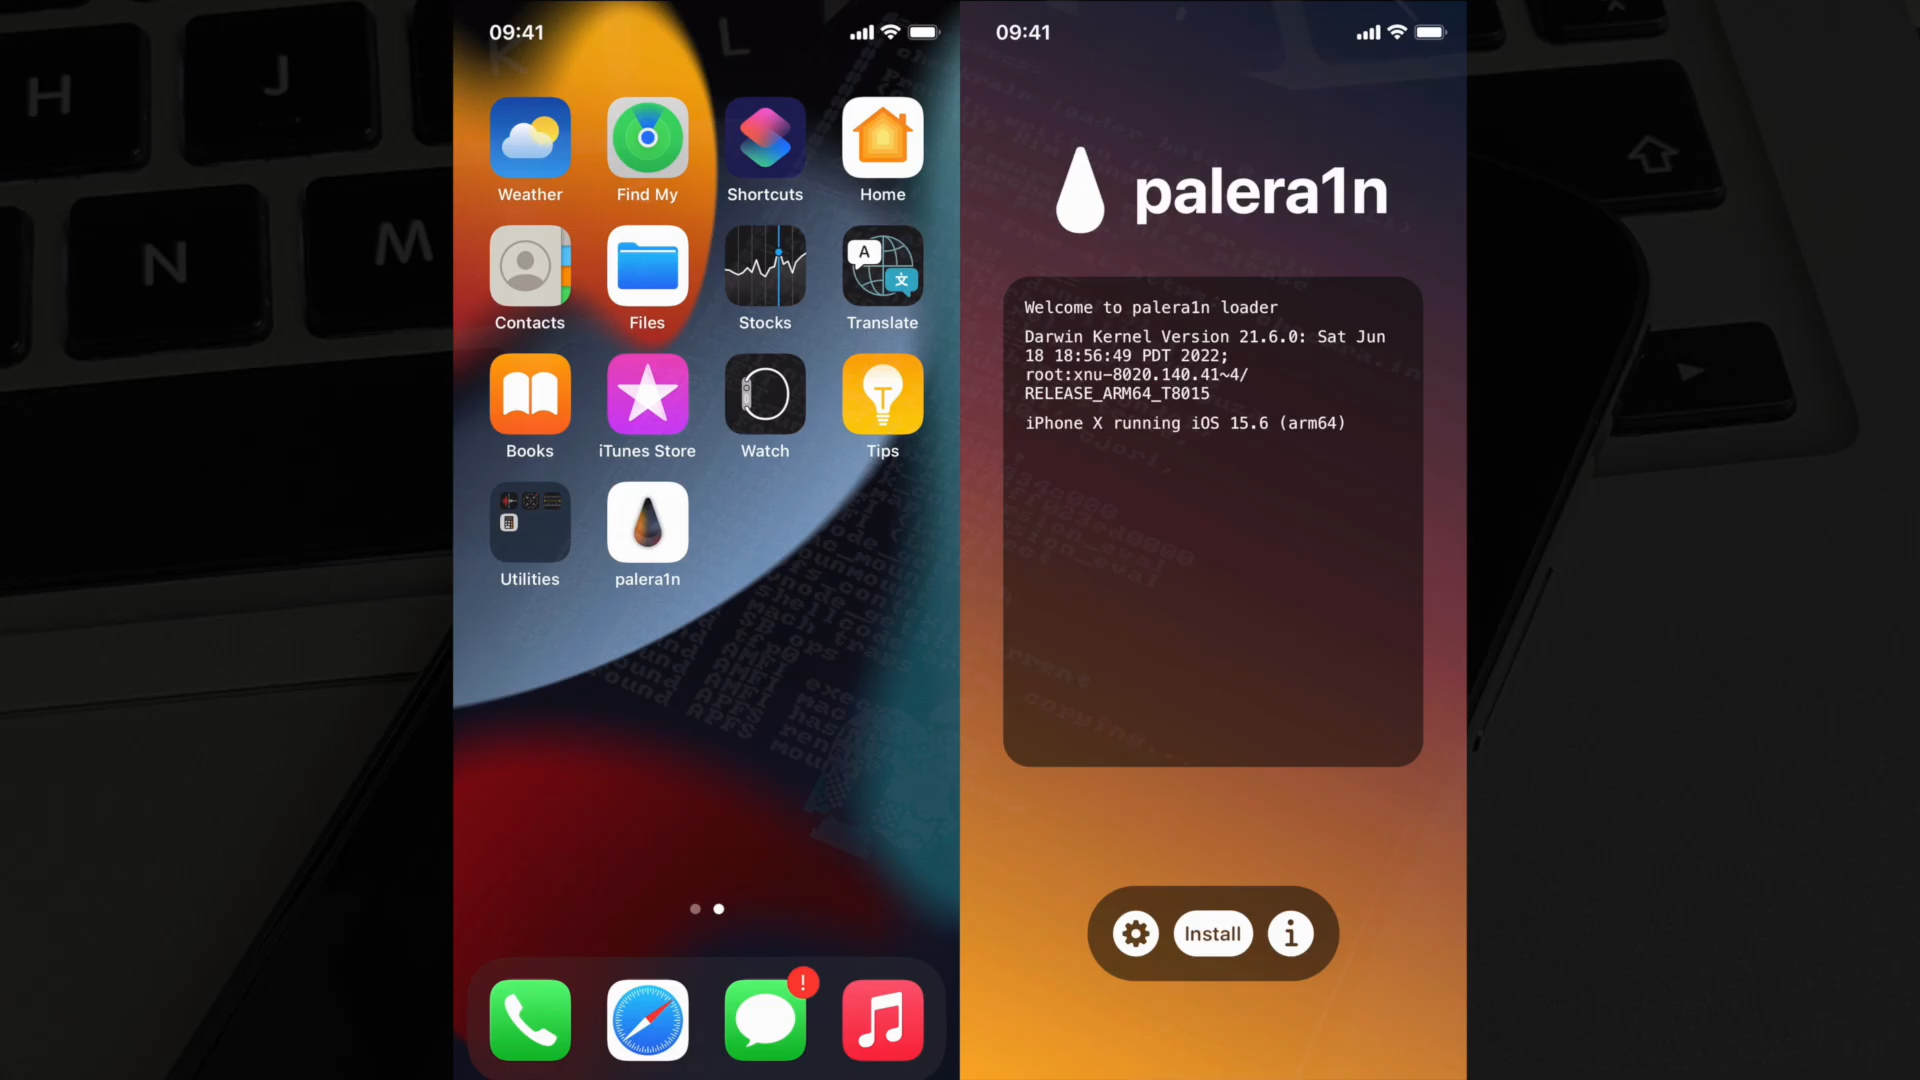 H
J
K
L
N
M
09:41
Weather
Find My
Shortcuts
Home
A
文
Contacts
Files
Stocks
Translate
Books
iTunes Store
Watch
Tips
Utilities
palera1n
!
09:41
palera1n
Welcome to palera1n loader
Darwin Kernel Version 21.6.0: Sat Jun
18 18:56:49 PDT 2022;
root:xnu-8020.140.41~4/
RELEASE_ARM64_T8015
iPhone X running iOS 15.6 (arm64)
Install
i